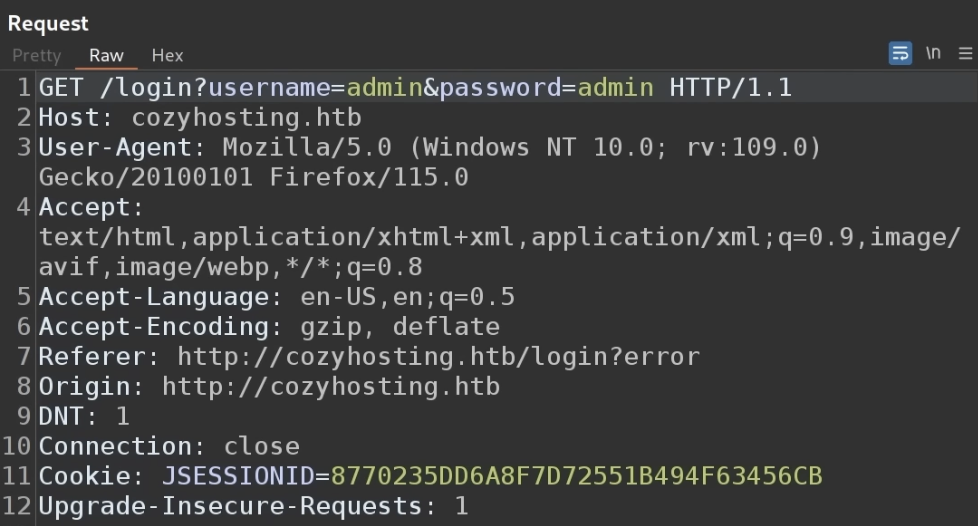 Request
Pretty Raw Hex \n
1 GET /login?username=admin&password=admin HTTP/1.1
2 Host: cozyhosting.htb
3 User-Agent: Mozilla/5.0 (Windows NT 10.0; rv:109.0)
Gecko/20100101 Firefox/115.0
4 Accept:
text/html,application/xhtml+xml,application/xml;q=0.9,image/
avif,image/webp,*/*;q=0.8
5 Accept-Language: en-US,en;q=0.5
6 Accept-Encoding: gzip, deflate
7 Referer: http://cozyhosting.htb/login?error
8 Origin: http://cozyhosting.htb
9 DNT: 1
10 Connection: close
11 Cookie: JSESSIONID=8770235DD6A8F7D72551B494F63456CB
12 Upgrade-Insecure-Requests: 1